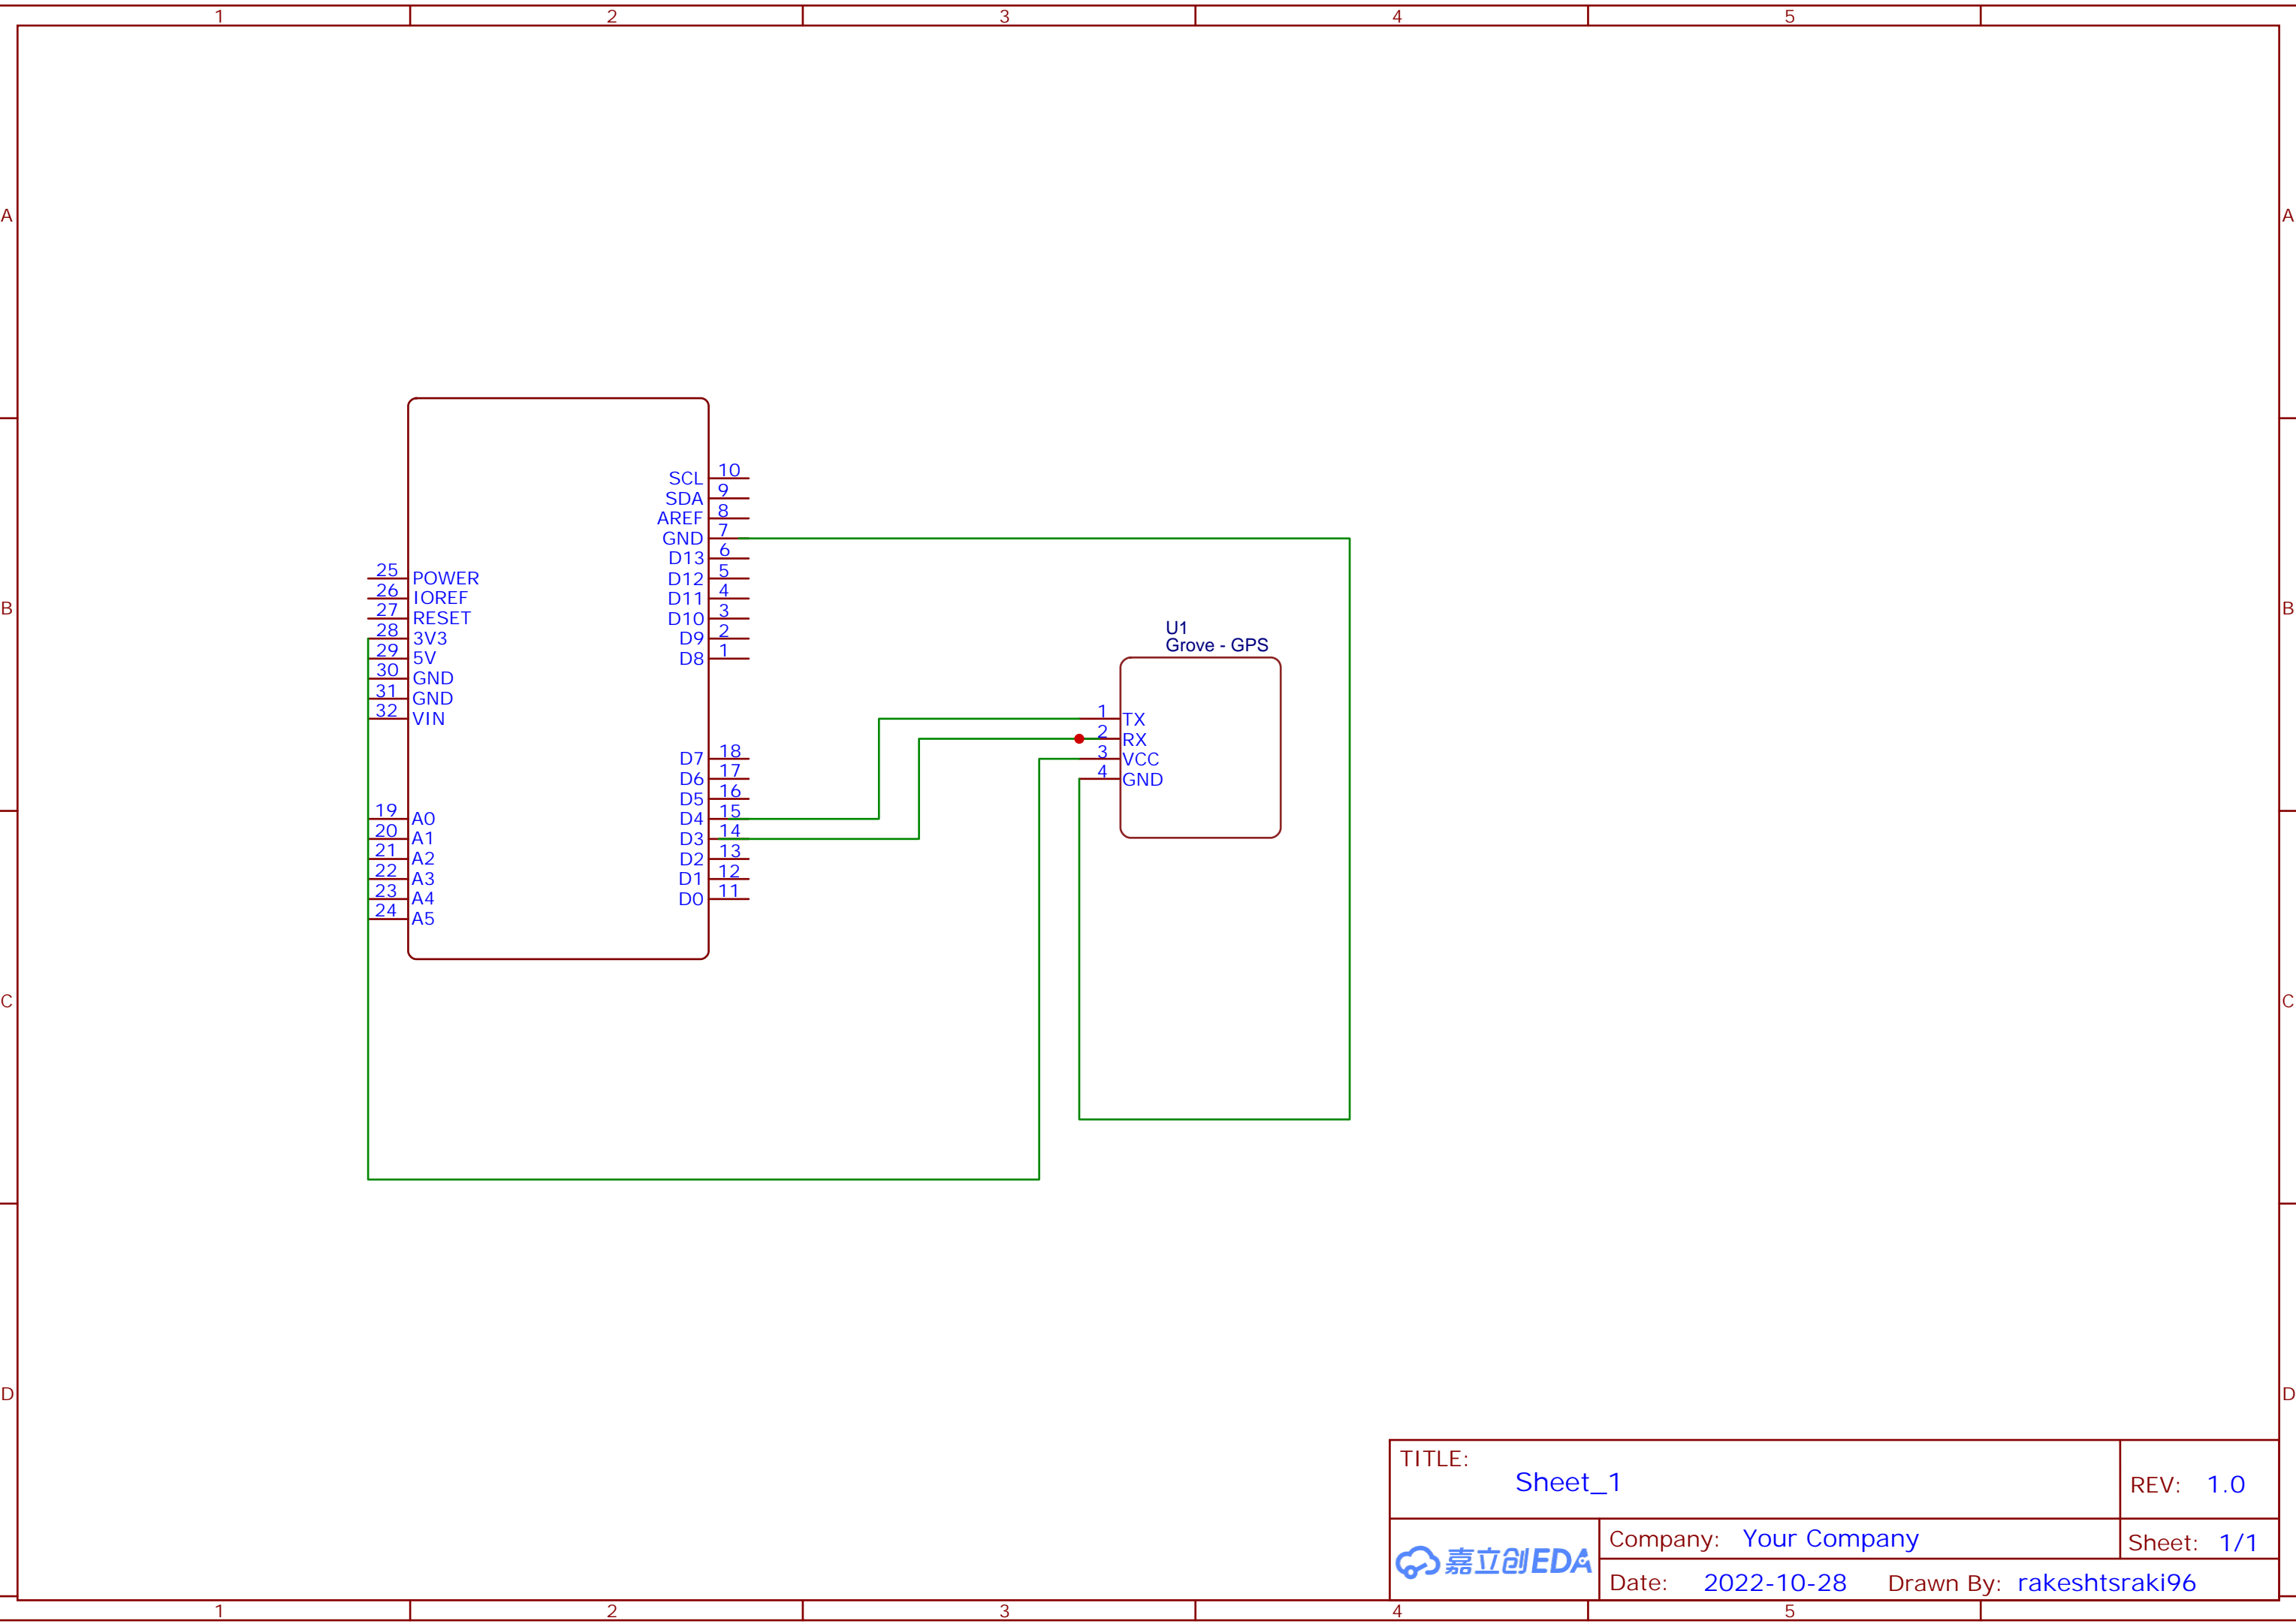 1 2 3 4 5
A A
B B
C C
D D
SCL 10
SDA 9
AREF 8
GND 7
D13 6
D12 5
D11 4
D10 3
D9 2
D8 1
25 POWER
26 IOREF
27 RESET
28 3V3
29 5V
30 GND
31 GND
32 VIN
D7 18
D6 17
D5 16
D4 15
D3 14
D2 13
D1 12
D0 11
19 A0
20 A1
21 A2
22 A3
23 A4
24 A5
U1
Grove - GPS
1 TX
2 RX
3 VCC
4 GND
TITLE:
Sheet_1
REV: 1.0
嘉立创EDA
Company: Your Company
Sheet: 1/1
Date: 2022-10-28 Drawn By: rakeshtsraki96
1 2 3 4 5